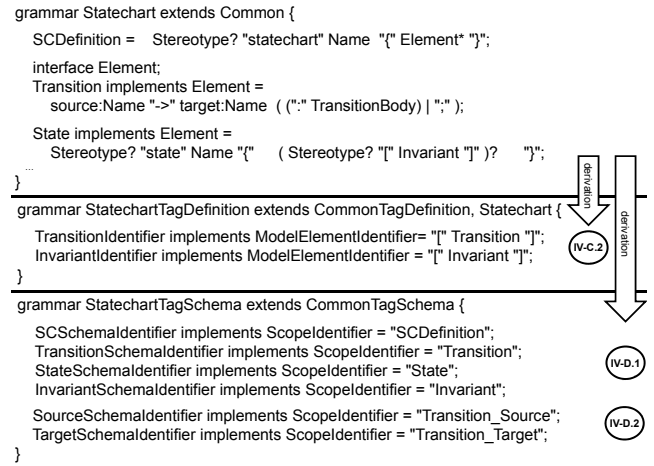 grammar Statechart extends Common {
SCDefinition = Stereotype? "statechart" Name "{" Element* "}";
interface Element;
Transition implements Element =
source:Name "->" target:Name ( (":" TransitionBody) | ";" );
State implements Element =
Stereotype? "state" Name "{" ( Stereotype? "[" Invariant "]" )? "}";
...
}
derivation
derivation
grammar StatechartTagDefinition extends CommonTagDefinition, Statechart {
TransitionIdentifier implements ModelElementIdentifier= "[" Transition "]";
InvariantIdentifier implements ModelElementIdentifier = "[" Invariant "]";
}
IV-C.2
grammar StatechartTagSchema extends CommonTagSchema {
SCSchemaIdentifier implements ScopeIdentifier = "SCDefinition";
TransitionSchemaIdentifier implements ScopeIdentifier = "Transition";
StateSchemaIdentifier implements ScopeIdentifier = "State";
InvariantSchemaIdentifier implements ScopeIdentifier = "Invariant";
IV-D.1
SourceSchemaIdentifier implements ScopeIdentifier = "Transition_Source";
TargetSchemaIdentifier implements ScopeIdentifier = "Transition_Target";
IV-D.2
}